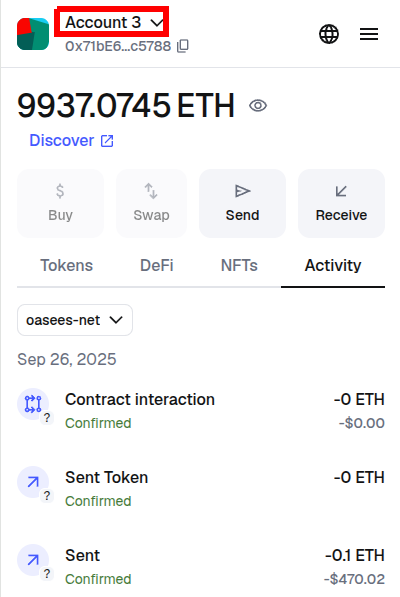 Account 3
0x71bE6...c5788
9937.0745 ETH
Discover
$
Buy
Swap
Send
Receive
Tokens
DeFi
NFTs
Activity
oasees-net
Sep 26, 2025
Contract interaction
-0 ETH
?
Confirmed
-$0.00
Sent Token
-0 ETH
?
Confirmed
Sent
-0.1 ETH
?
Confirmed
-$470.02